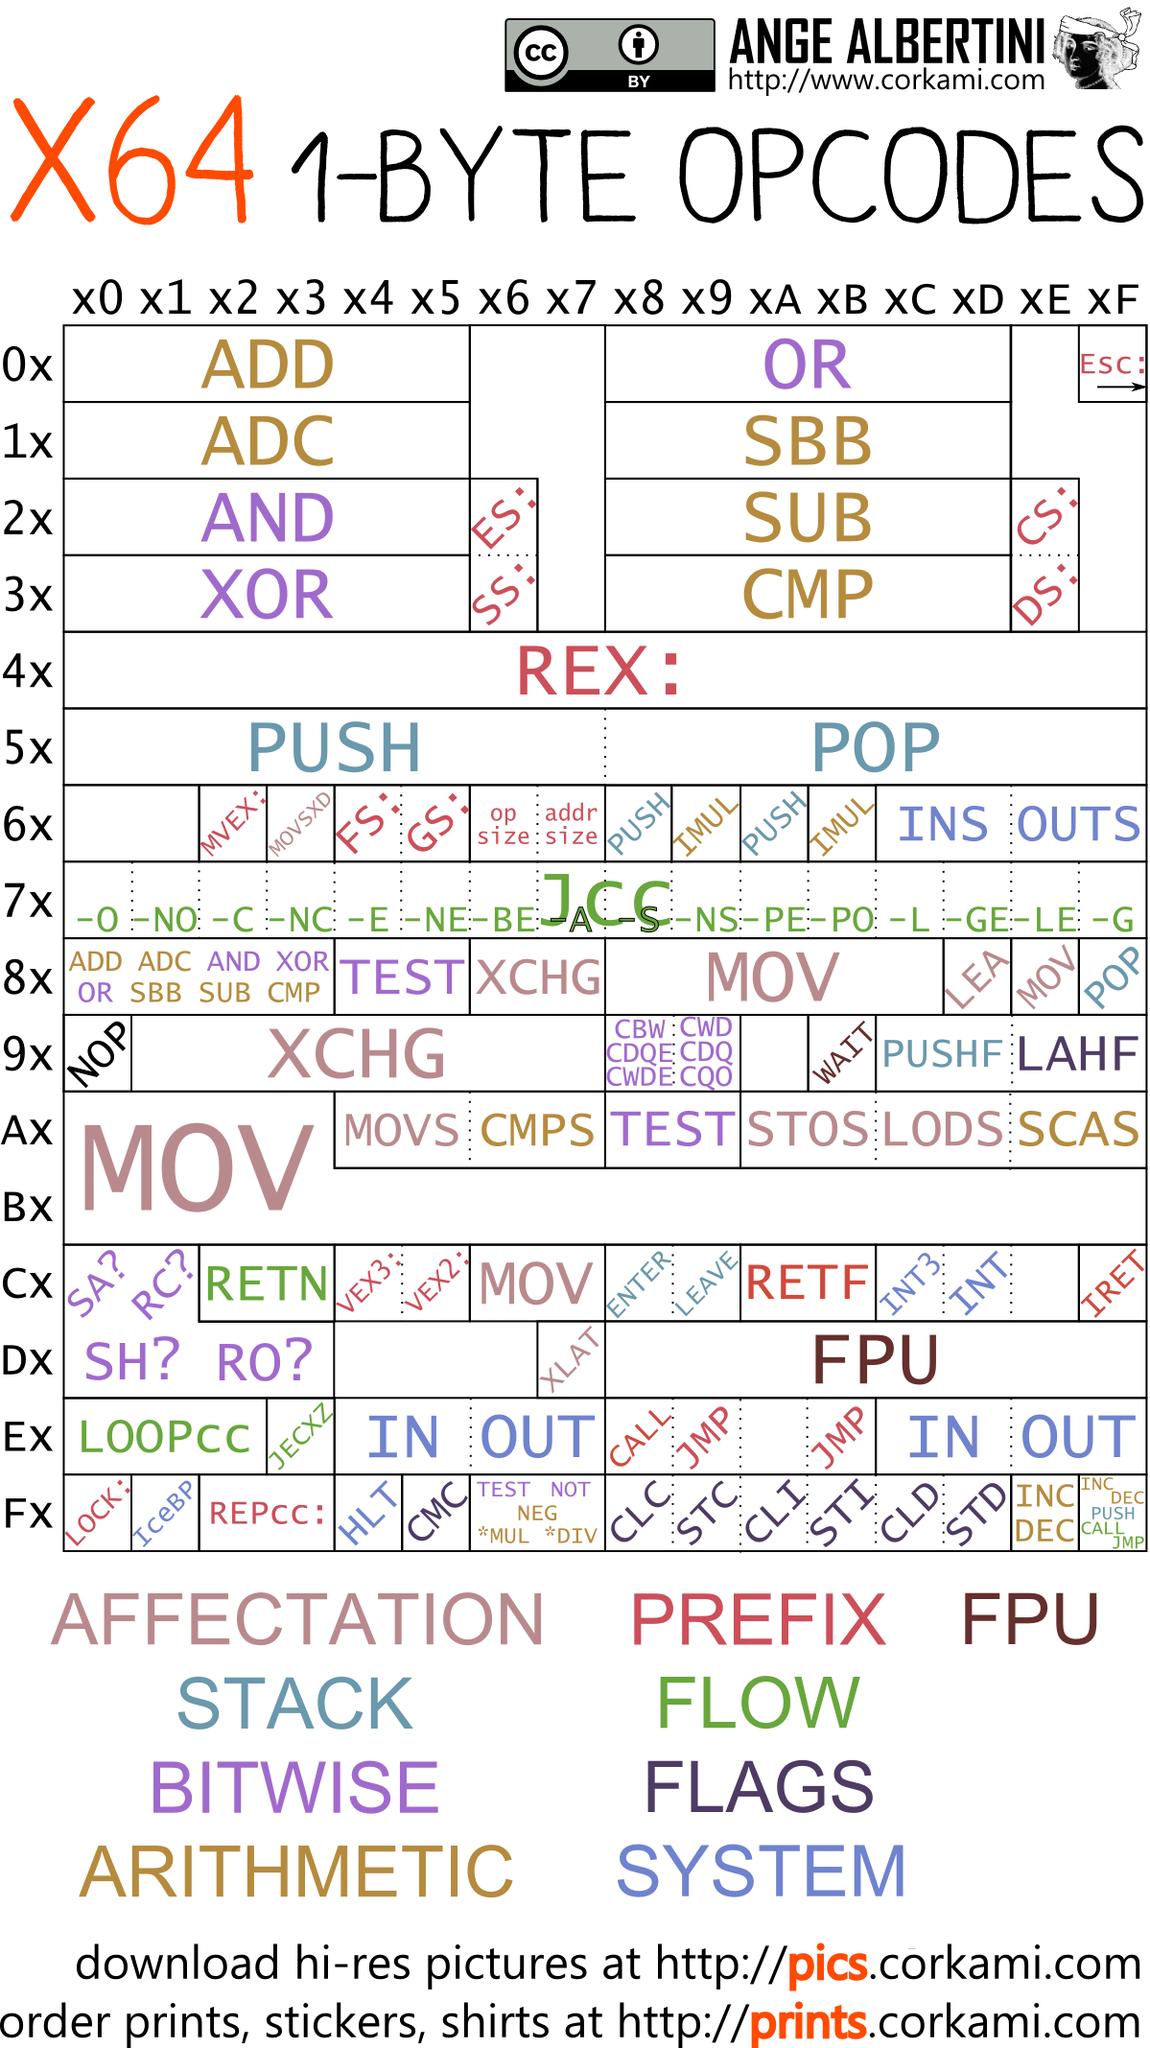 cc BY ANGE ALBERTINI
http://www.corkami.com
X64 1-BYTE OPCODES
x0 x1 x2 x3 x4 x5 x6 x7 x8 x9 xA xB xC xD xE xF
0x ADD OR Esc:
1x ADC SBB
2x AND ES: SUB CS:
3x XOR SS: CMP DS:
4x REX:
5x PUSH POP
6x MVEX: MOVSXD FS: GS: op size addr size PUSH IMUL PUSH IMUL INS OUTS
7x JCC
-O -NO -C -NC -E -NE -BE -A -S -NS -PE -PO -L -GE -LE -G
8x ADD ADC AND XOR TEST XCHG MOV LEA MOV POP
OR SBB SUB CMP
9x NOP XCHG CBW CWD WAIT PUSHF LAHF
CDQE CDQ
CWDE CQO
Ax MOV MOVS CMPS TEST STOS LODS SCAS
Bx
Cx SA? RC? RETN VEX3: VEX2: MOV ENTER LEAVE RETF INT3 INT IRET
Dx SH? RO? XLAT FPU
Ex LOOPcc JECXZ IN OUT CALL JMP JMP IN OUT
Fx LOCK: IceBP REPcc: HLT CMC TEST NOT NEG *MUL *DIV CLC STC CLI STI CLD STD INC DEC INC DEC PUSH CALL JMP
AFFECTATION PREFIX FPU
STACK FLOW
BITWISE FLAGS
ARITHMETIC SYSTEM
download hi-res pictures at http://pics.corkami.com
order prints, stickers, shirts at http://prints.corkami.com